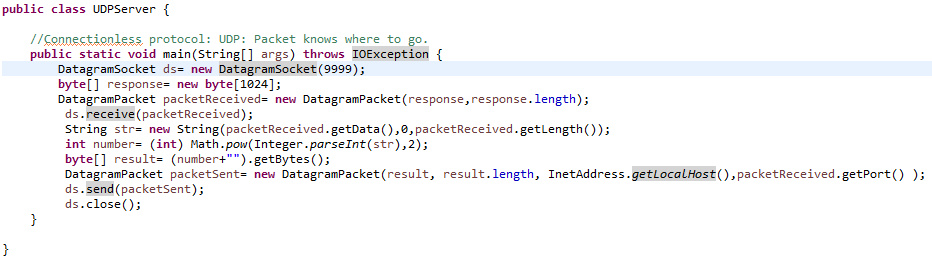 public class UDPServer {
//Connectionless protocol: UDP: Packet knows where to go.
public static void main(String[] args) throws IOException {
DatagramSocket ds= new DatagramSocket(9999);
byte[] response= new byte[1024];
DatagramPacket packetReceived= new DatagramPacket(response,response.length);
ds.receive(packetReceived);
String str= new String(packetReceived.getData(),0,packetReceived.getLength());
int number= (int) Math.pow(Integer.parseInt(str),2);
byte[] result= (number+"").getBytes();
DatagramPacket packetSent= new DatagramPacket(result, result.length, InetAddress.getLocalHost(),packetReceived.getPort() );
ds.send(packetSent);
ds.close();
}
}